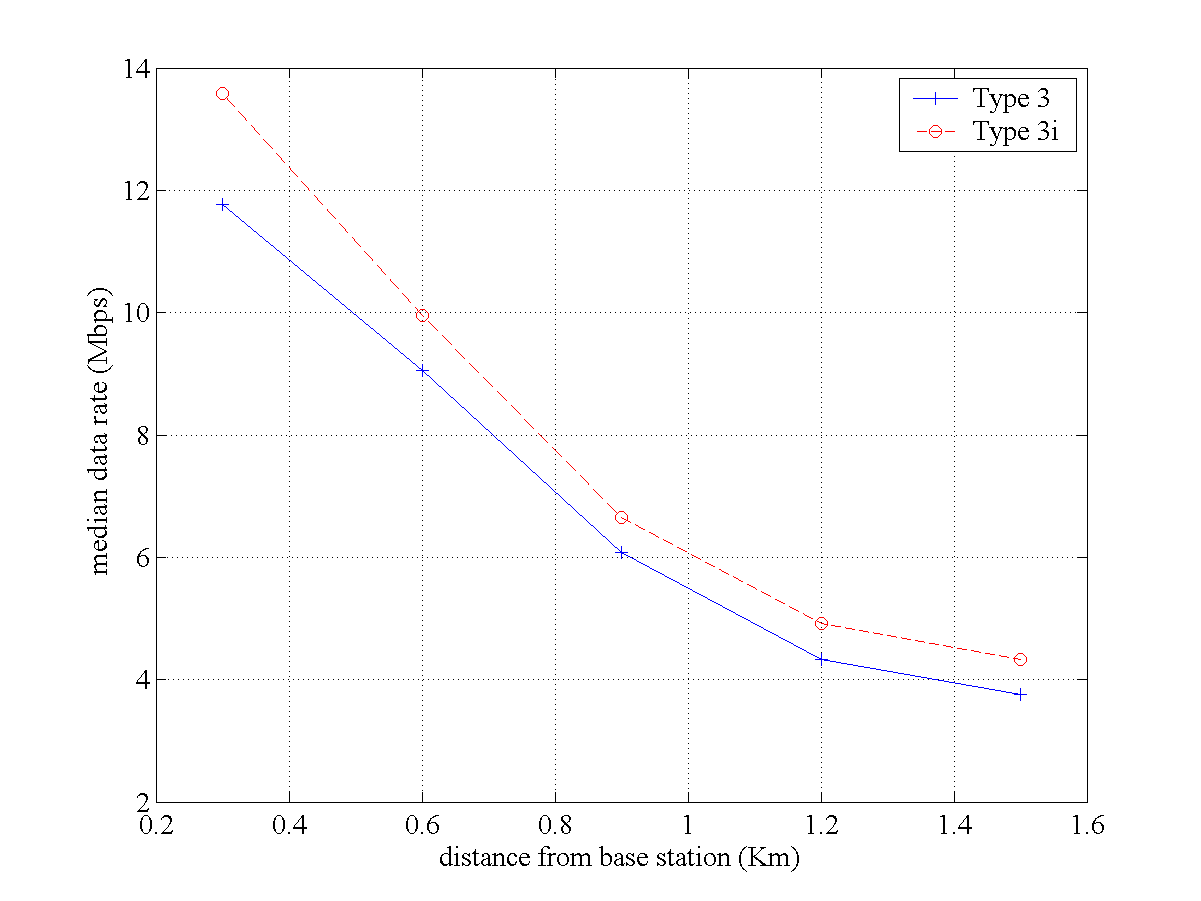 14
12
10
8
6
4
2
median data rate (Mbps)
Type 3
Type 3i
0.2 0.4 0.6 0.8 1 1.2 1.4 1.6
distance from base station (Km)